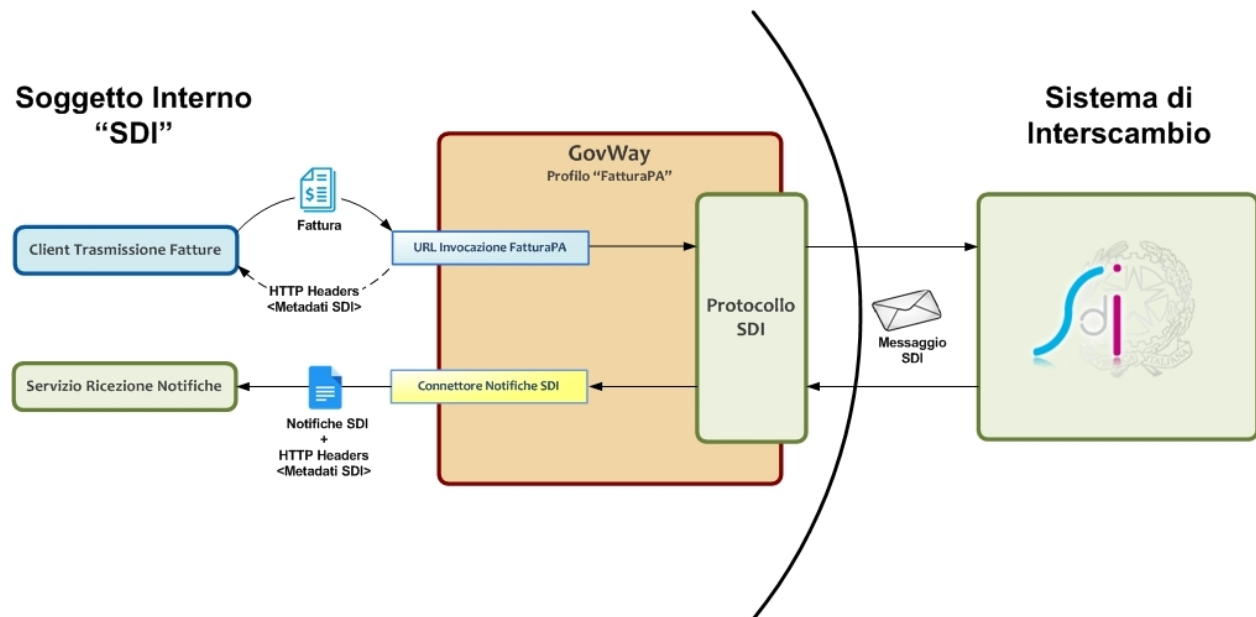 Soggetto Interno
“SDI”
Sistema di
Interscambio
GovWay
Profilo “FatturaPA”
Fattura
Client Trasmissione Fatture
URL Invocazione FatturaPA
HTTP Headers
<Metadati SDI>
Protocollo
SDI
Messaggio
SDI
Sdi
Servizio Ricezione Notifiche
Connettore Notifiche SDI
Notifiche SDI
+
HTTP Headers
<Metadati SDI>